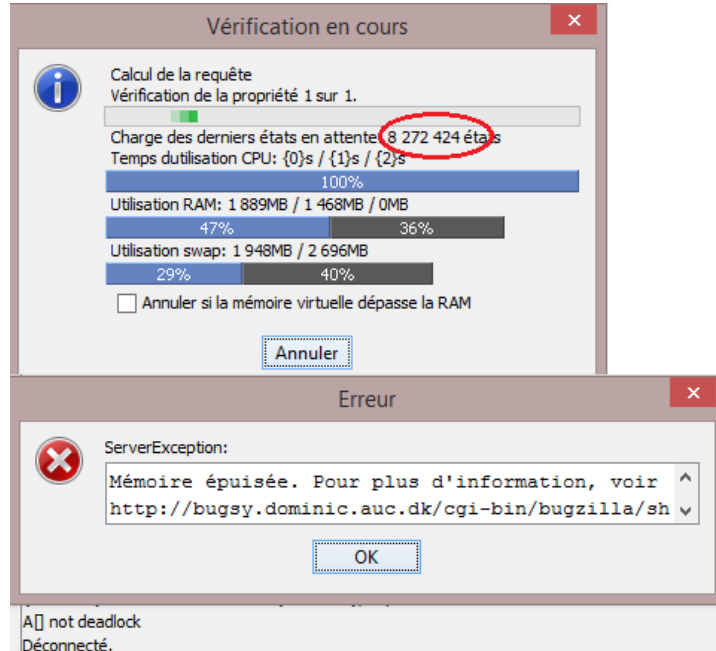 Vérification en cours
Calcul de la requête
Vérification de la propriété 1 sur 1.
Charge des derniers états en attente: 8 272 424 états
Temps dutilisation CPU: {0}s / {1}s / {2}s
100%
Utilisation RAM: 1 889MB / 1 468MB / 0MB
47% 36%
Utilisation swap: 1 948MB / 2 696MB
29% 40%
Annuler si la mémoire virtuelle dépasse la RAM
Annuler
Erreur
ServerException:
Mémoire épuisée. Pour plus d'information, voir
http://bugsy.dominic.auc.dk/cgi-bin/bugzilla/sh
OK
A[] not deadlock
Déconnecté.